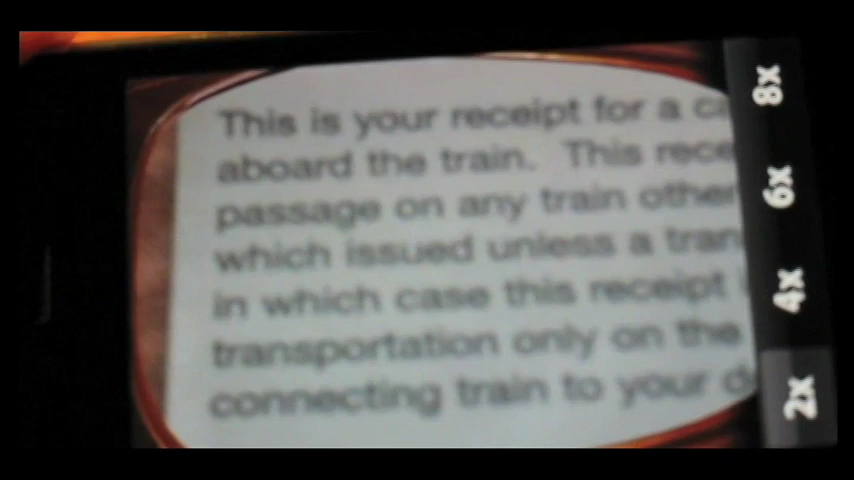 This is your receipt for a ca
aboard the train. This rece
passage on any train other
which issued unless a tran
in which case this receipt
transportation only on the
connecting train to your d
8x
6x
4x
2x